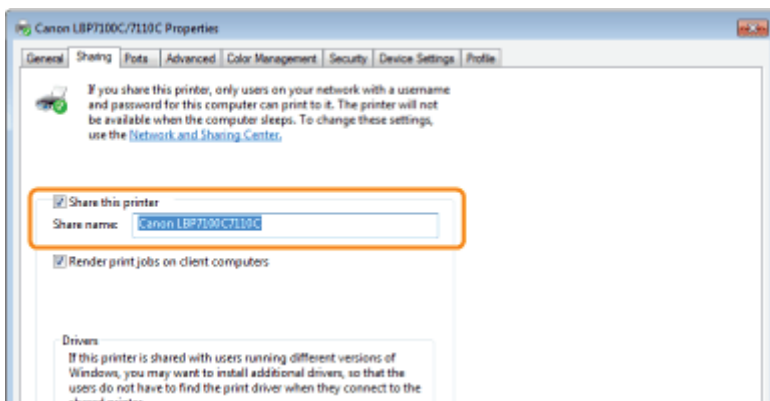 Canon LBP7100C/7110C Properties
General Sharing Ports Advanced Color Management Security Device Settings Profile
If you share this printer, only users on your network with a username
and password for this computer can print to it. The printer will not
be available when the computer sleeps. To change these settings,
use the Network and Sharing Center.
Share this printer
Share name: Canon LBP7100C7110C
Render print jobs on client computers
Drivers
If this printer is shared with users running different versions of
Windows, you may want to install additional drivers, so that the
users do not have to find the print driver when they connect to the
shared printer.